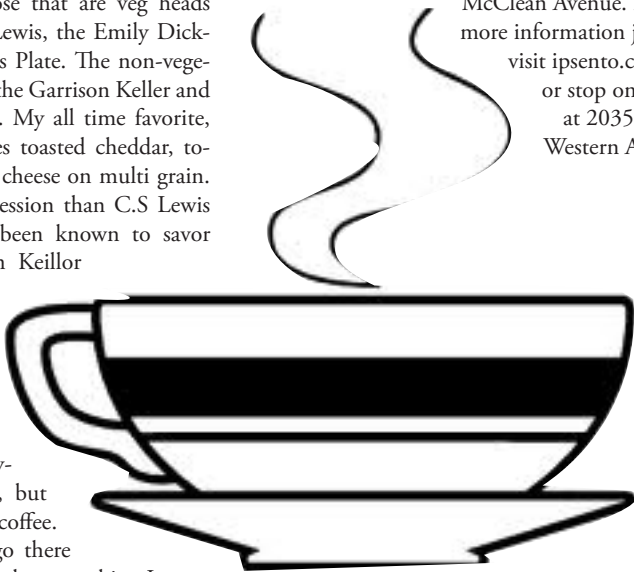 ose that are veg heads
Lewis, the Emily Dick-
s Plate. The non-vege-
the Garrison Keller and
. My all time favorite,
es toasted cheddar, to-
cheese on multi grain.
ession than C.S Lewis
been known to savor
Keillor
y-
, but
coffee.
go there
McClean Avenue.
more information j
visit ipsento.c
or stop on
at 2035
Western A